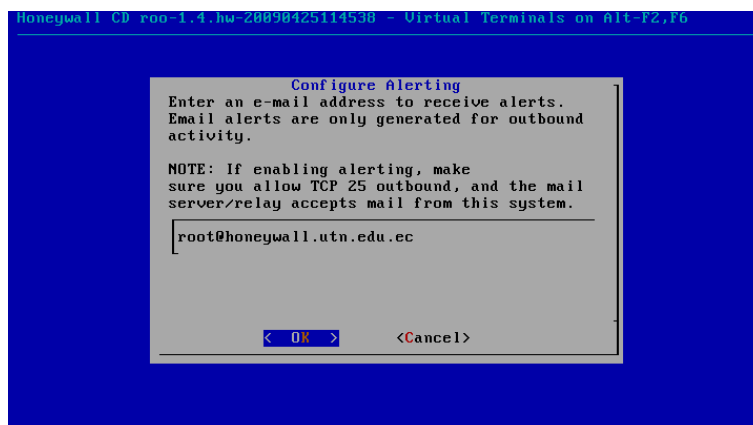 Honeywall CD roo-1.4.hw-20090425114538 - Virtual Terminals on Alt-F2,F6
Configure Alerting
Enter an e-mail address to receive alerts.
Email alerts are only generated for outbound
activity.
NOTE: If enabling alerting, make
sure you allow TCP 25 outbound, and the mail
server/relay accepts mail from this system.
root@honeywall.utn.edu.ec
< OK > <Cancel>